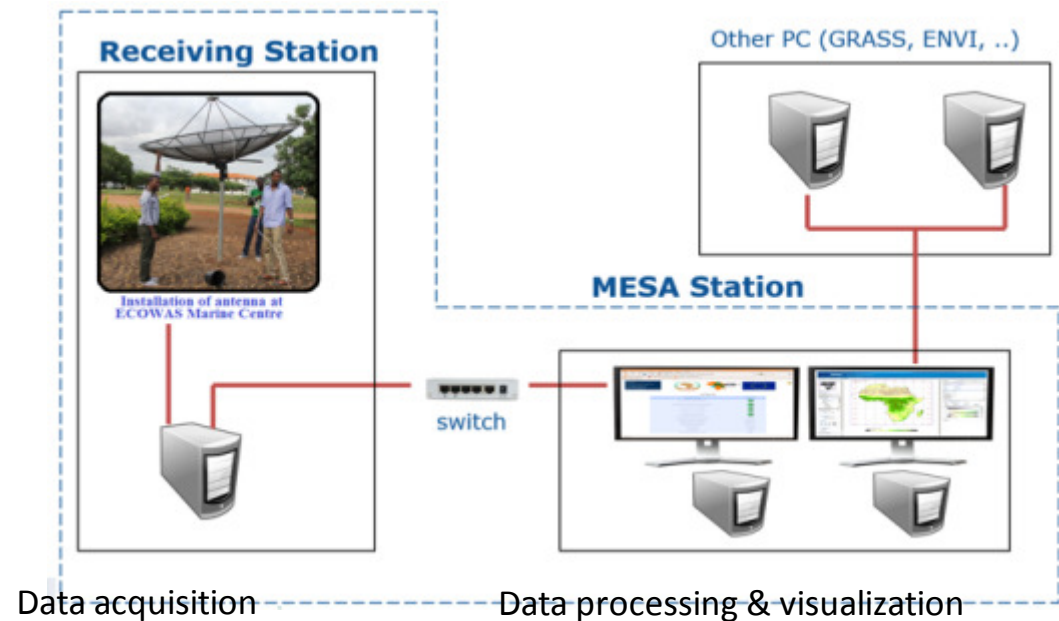 Receiving Station
Other PC (GRASS, ENVI, ..)
Installation of antenna at
ECOWAS Marine Centre
MESA Station
switch
Data acquisition
Data processing & visualization